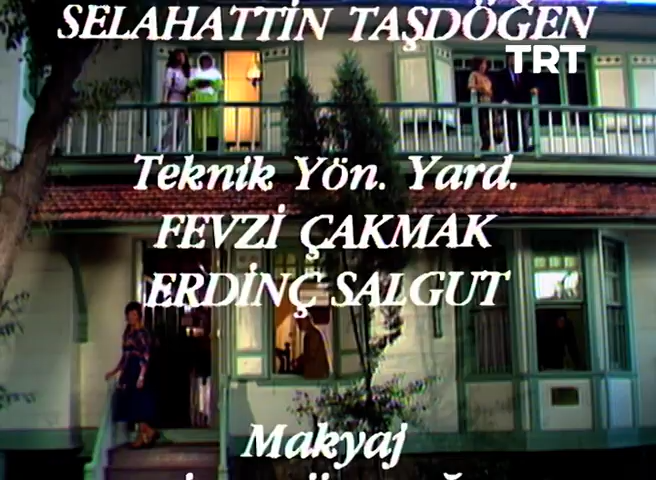 SELAHATTİN TAŞDÖĞEN
TRT
Teknik Yön. Yard.
FEVZİ ÇAKMAK
ERDİNÇ SALGUT
Makyaj